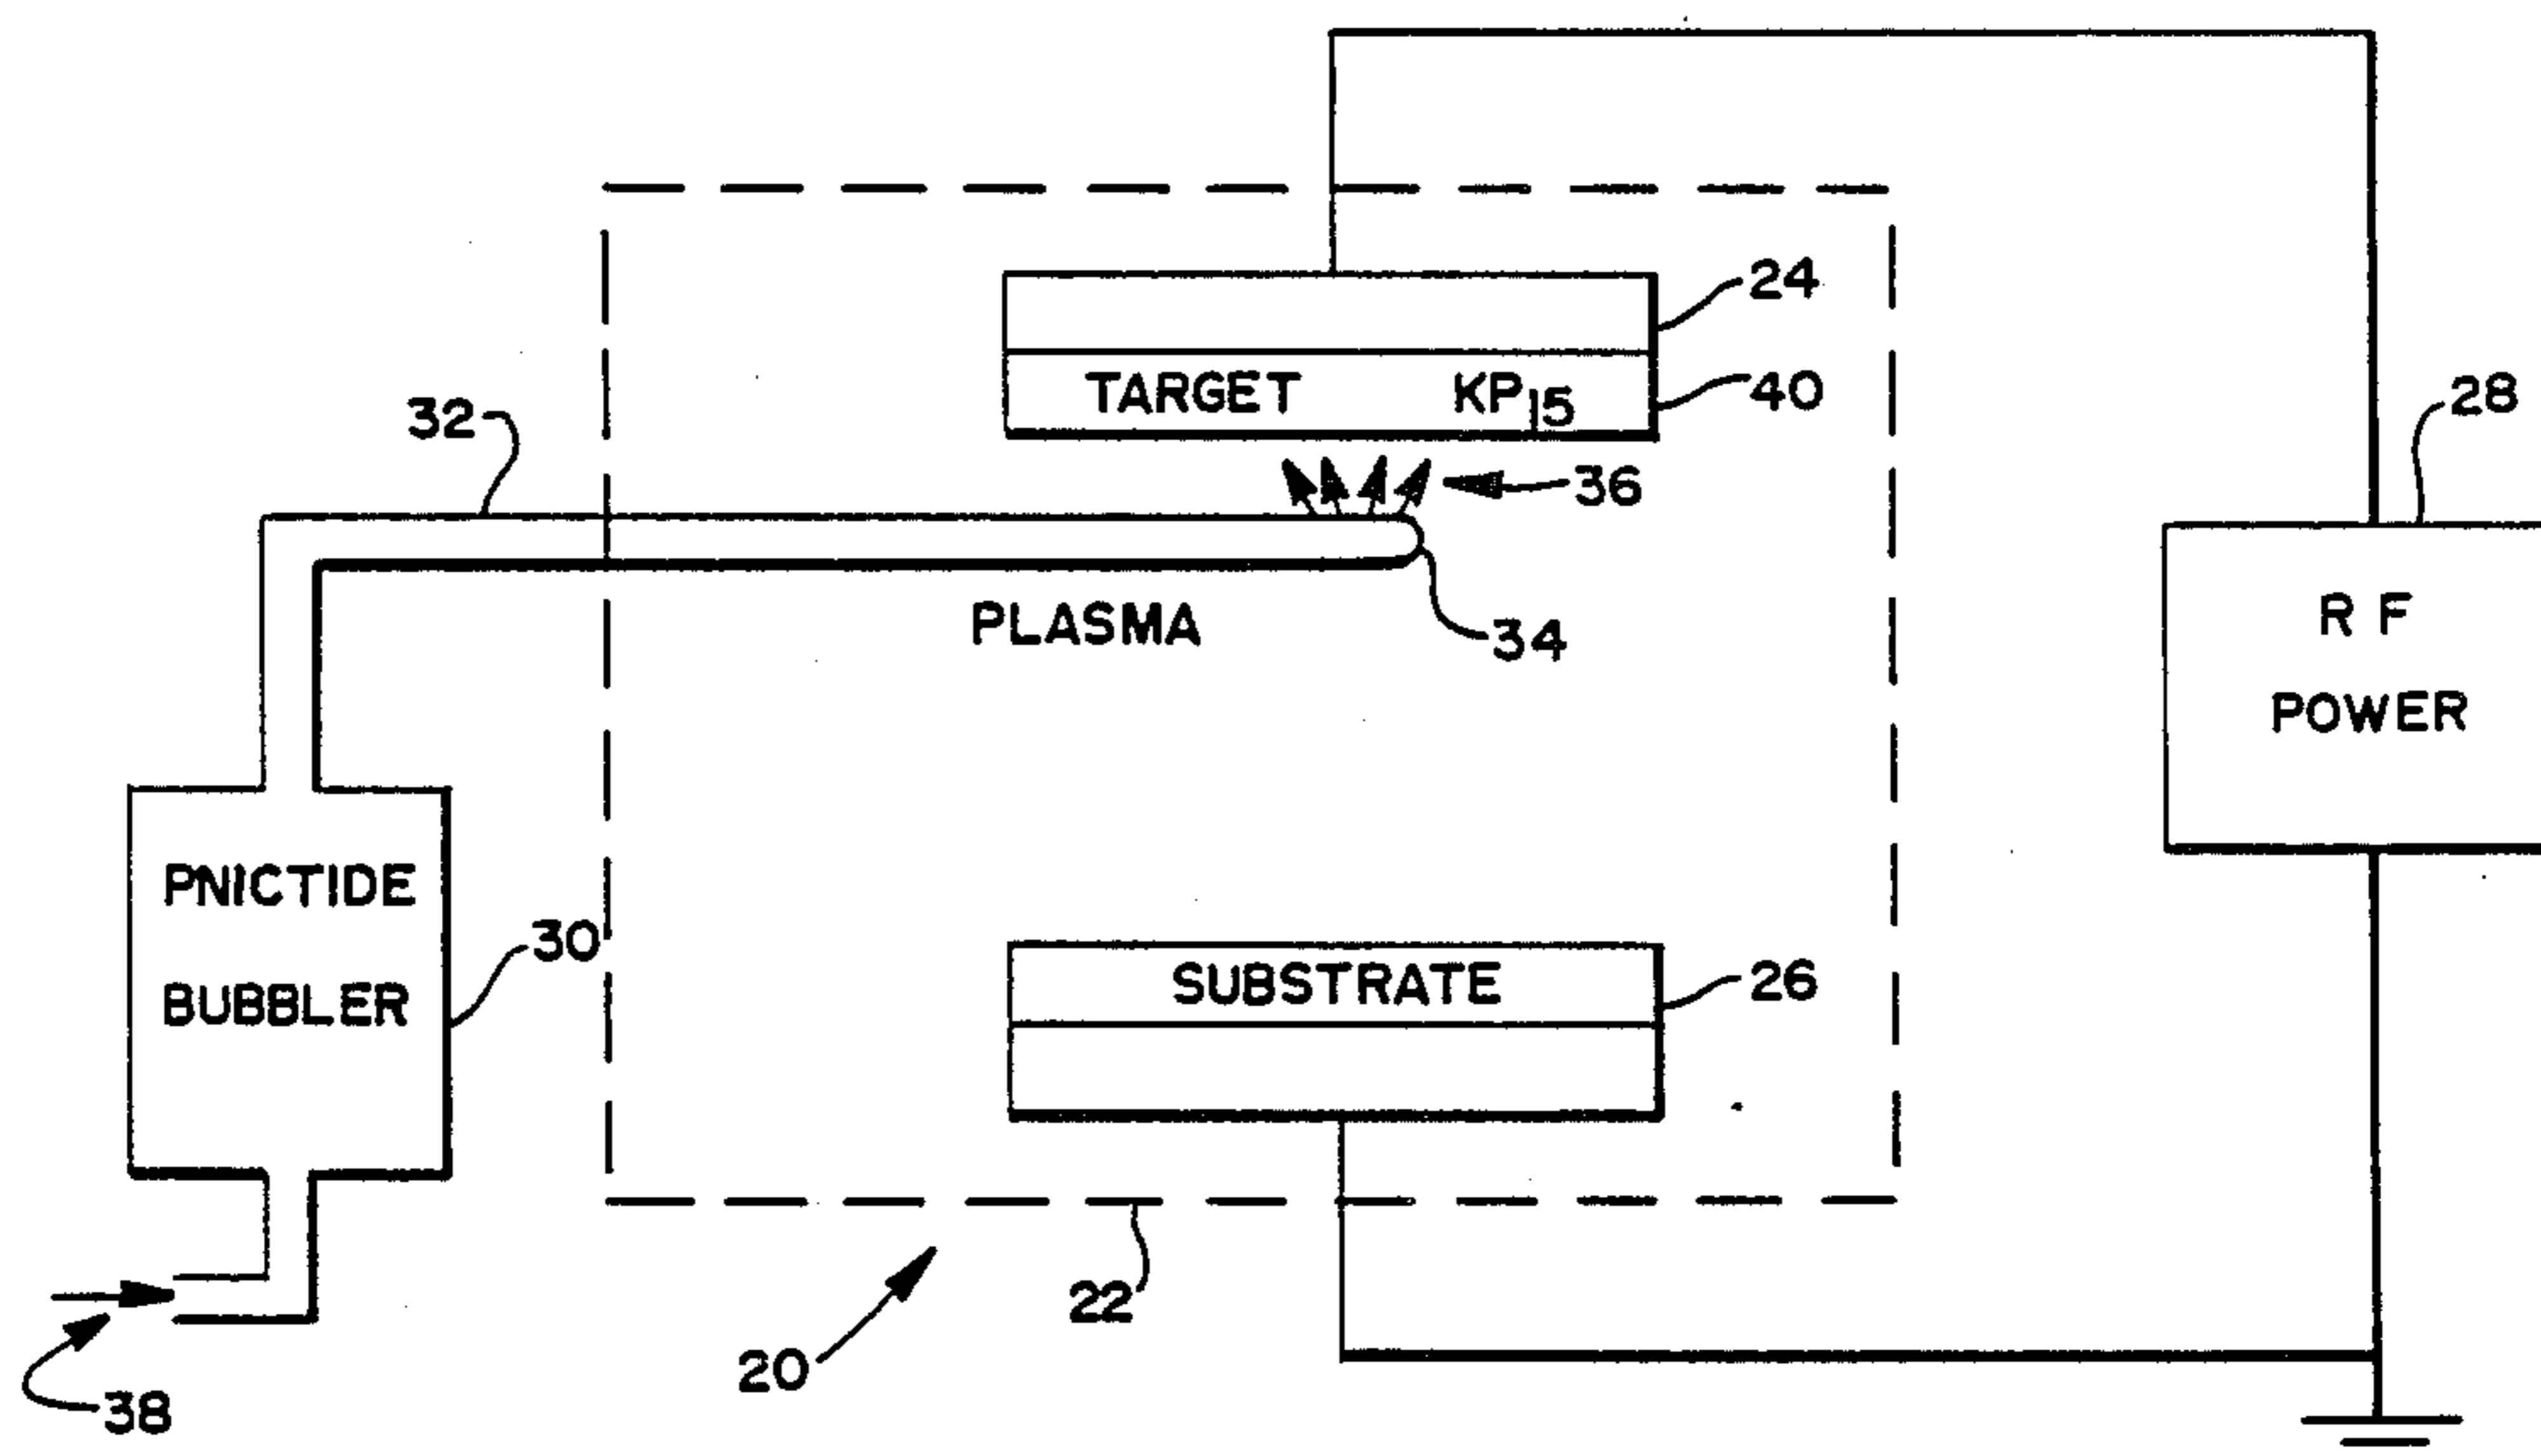 24
TARGET KP15
40
32
36
28
PLASMA
34
R F
POWER
PNICTIDE
BUBBLER
30
SUBSTRATE
26
22
20
38